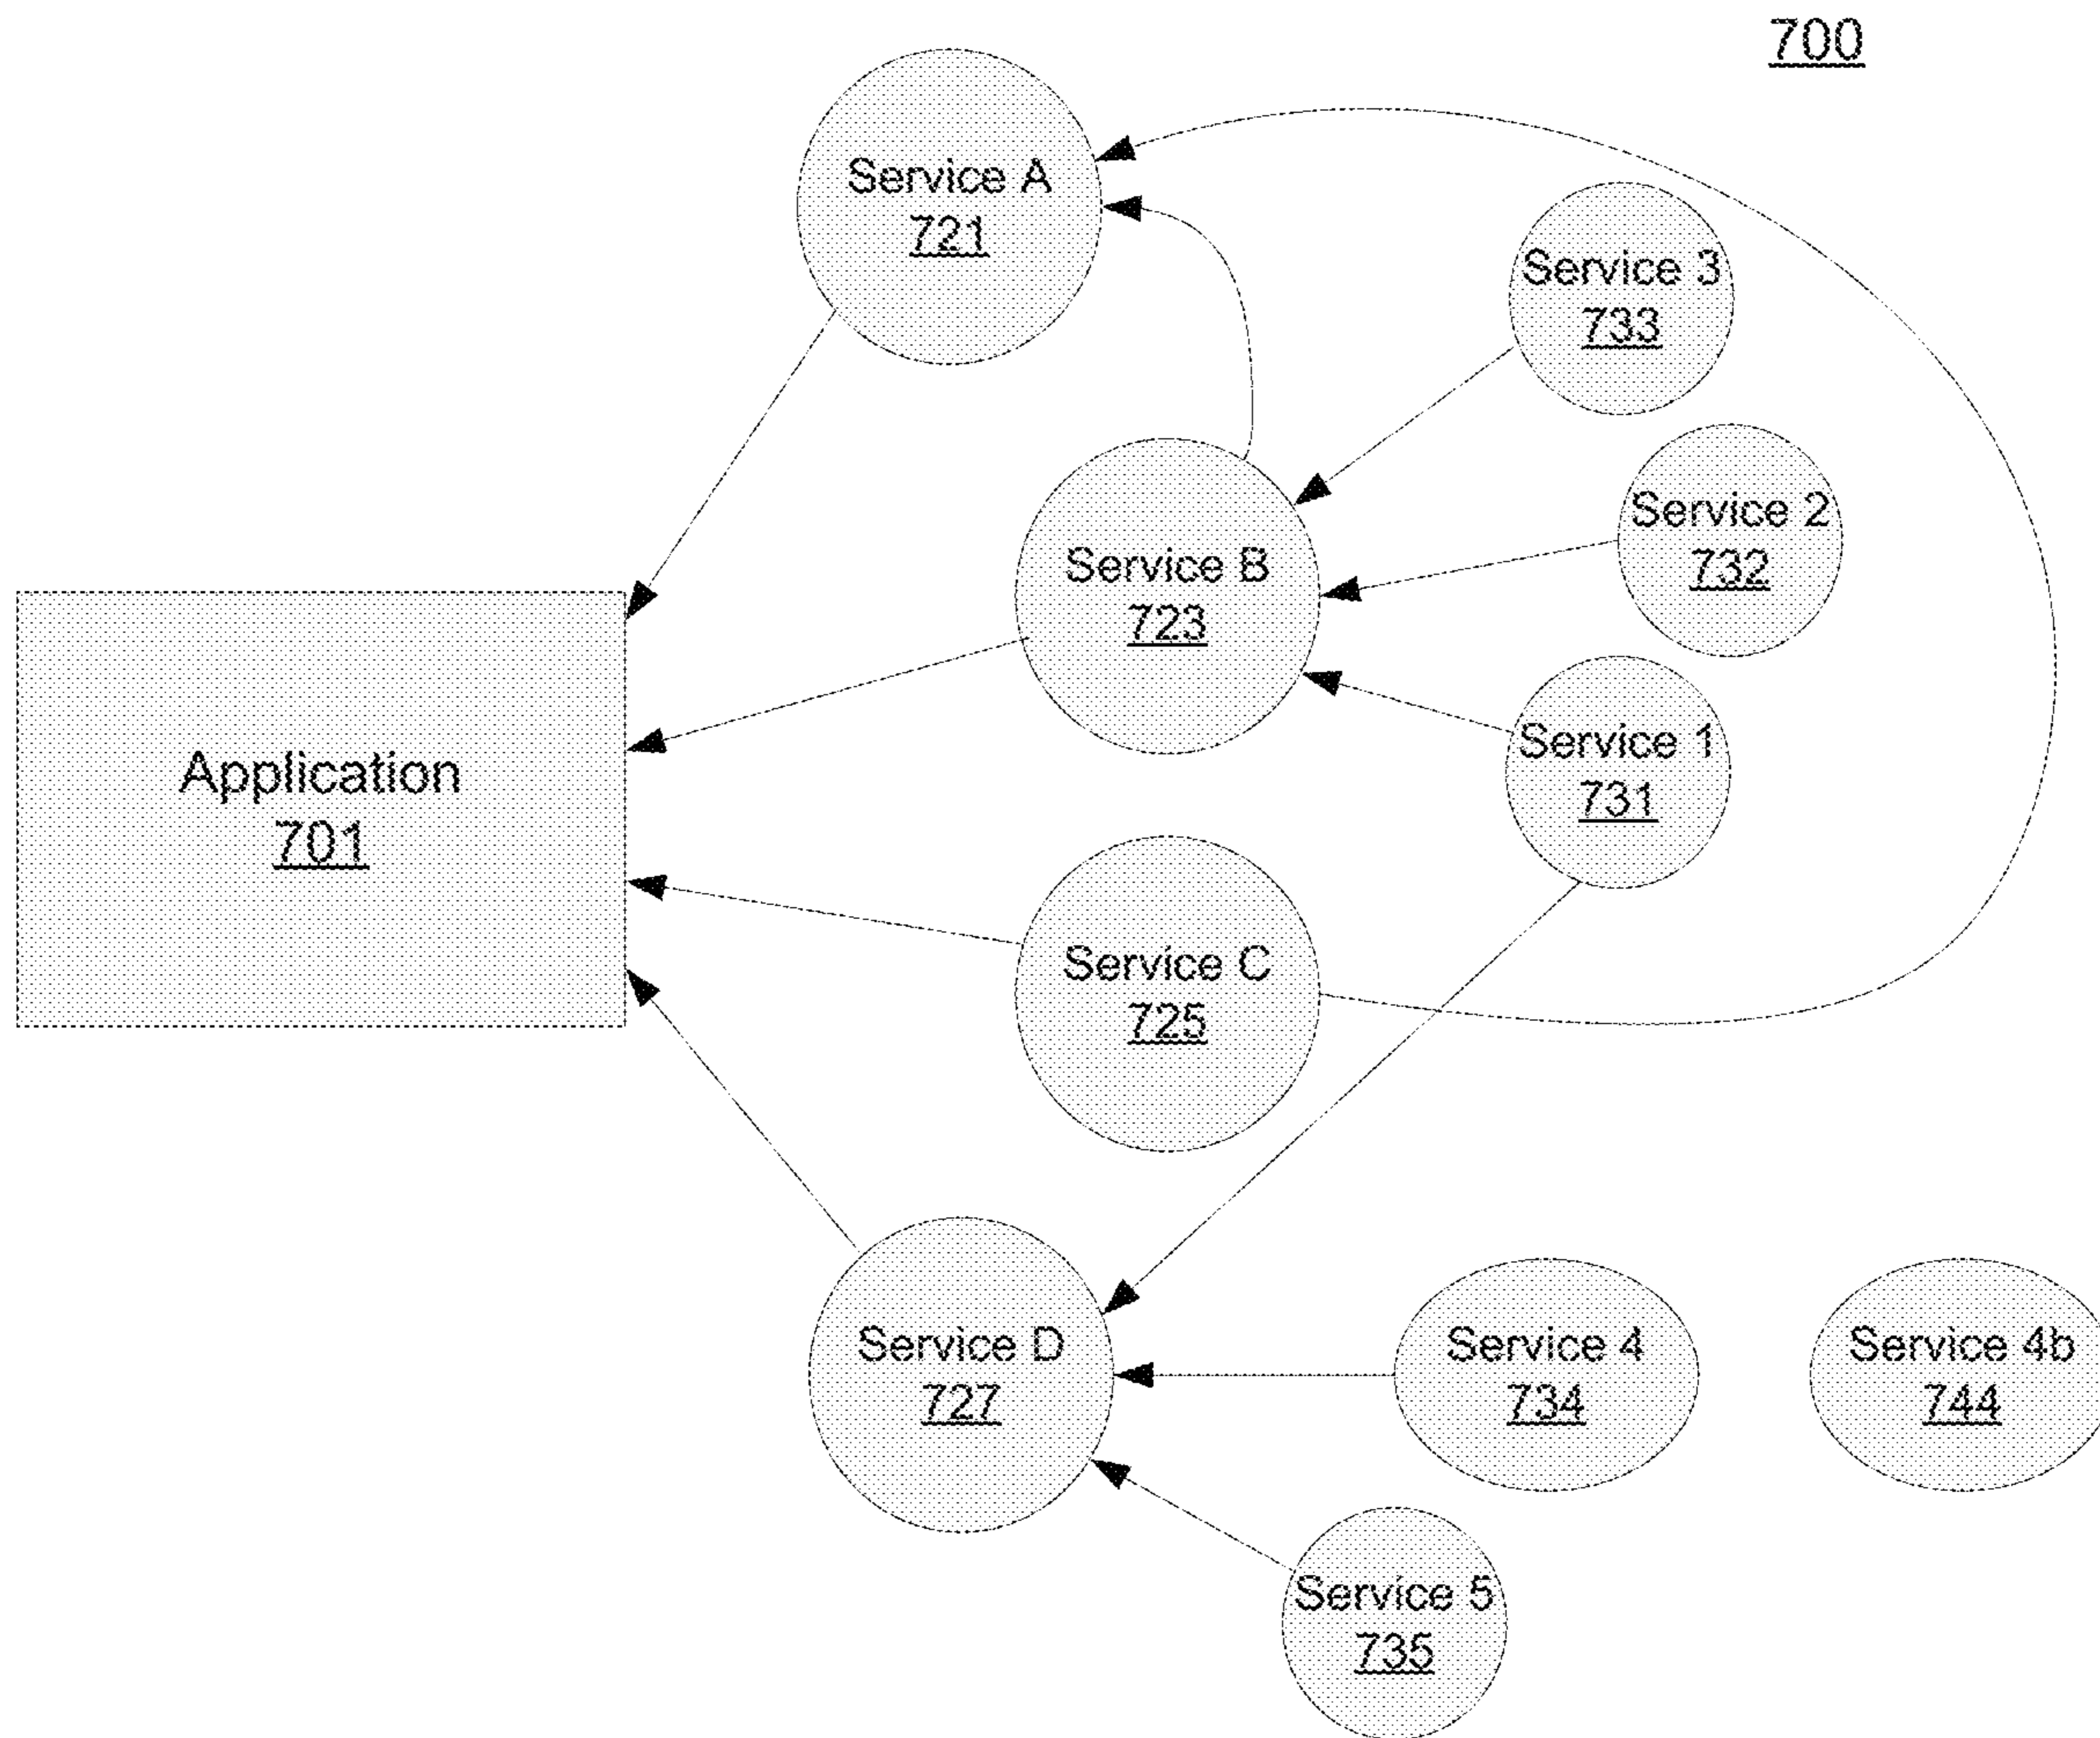 700
Service A
721
Service 3
733
Service 2
732
Service B
723
Service 1
731
Application
701
Service C
725
Service D
727
Service 4
734
Service 4b
744
Service 5
735